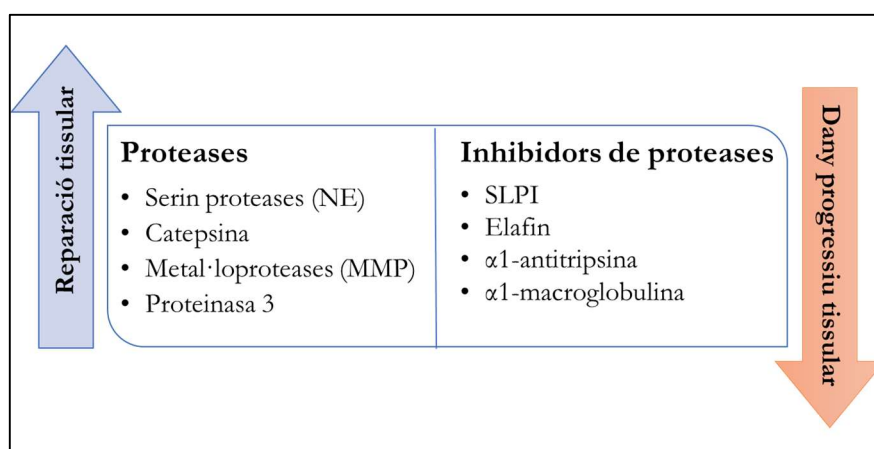 Reparació tissular
Proteases
• Serin proteases (NE)
• Catepsina
• Metal·loproteases (MMP)
• Proteinasa 3
Inhibidors de proteases
• SLPI
• Elafin
• α1-antitripsina
• α1-macroglobulina
Dany progressiu tissular